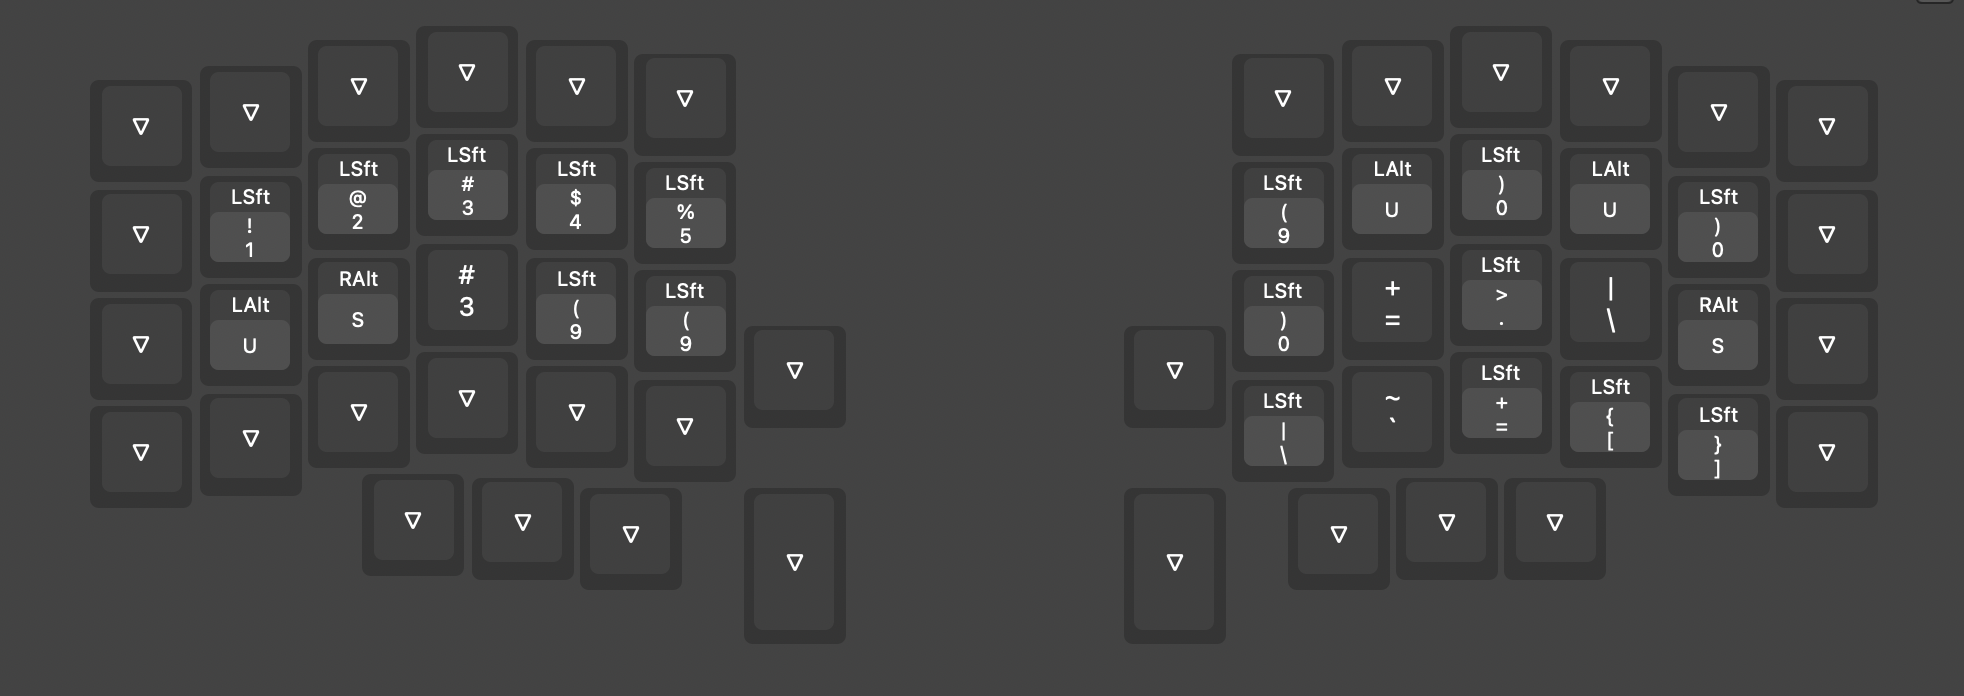 ▽ ▽ ▽ ▽ ▽ ▽ ▽ ▽ ▽ ▽ ▽ ▽
▽ LSft LSft LSft LSft LSft LSft LAlt LSft LAlt LSft ▽
! @ # $ % ( U ) U )
1 2 3 4 5 9 0 0
▽ LAlt RAlt # LSft LSft LSft + LSft | RAlt ▽
U S 3 ( ( ) = > \ S
9 9 0 .
▽ ▽ ▽ ▽ ▽ ▽ ▽ ▽ LSft ~ LSft LSft LSft ▽
| ` + { }
\ = [ ]
▽ ▽ ▽ ▽ ▽ ▽ ▽ ▽